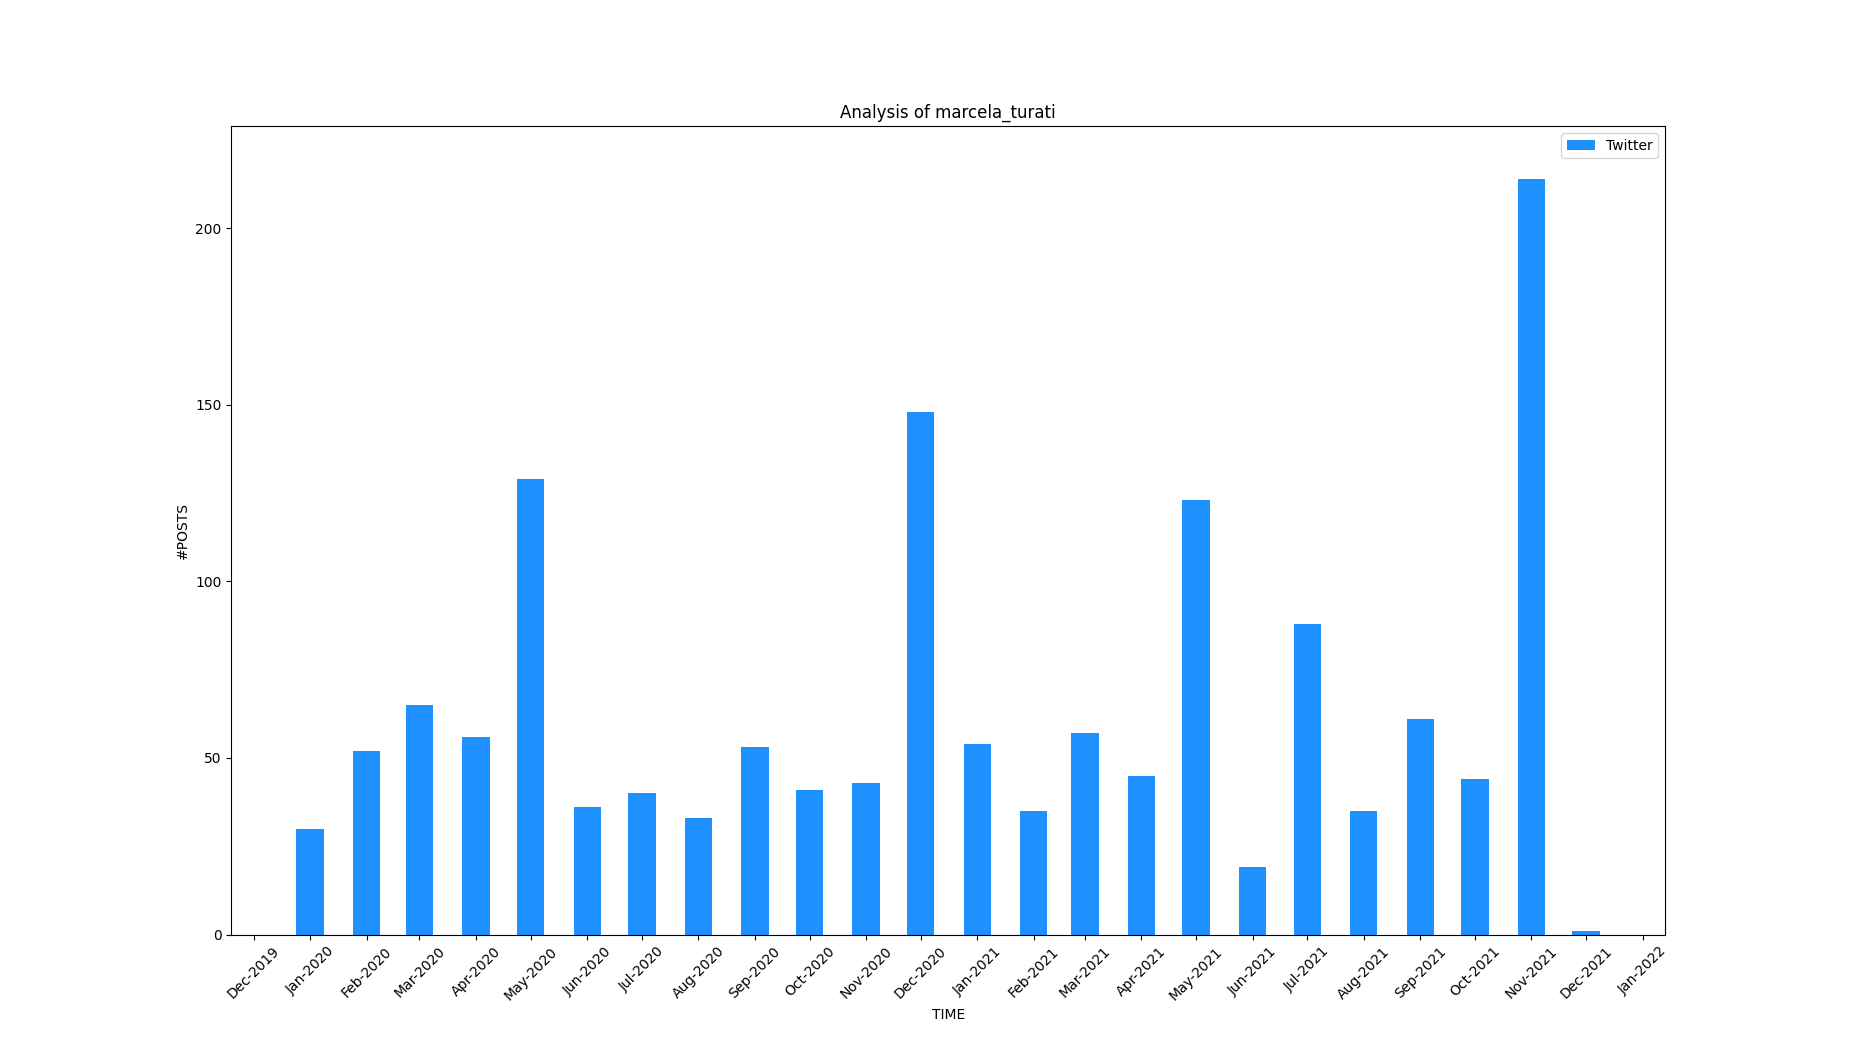 Analysis of marcela_turati
Twitter
200
150
100
50
0
#POSTS
Dec-2019
Jan-2020
Feb-2020
Mar-2020
Apr-2020
May-2020
Jun-2020
Jul-2020
Aug-2020
Sep-2020
Oct-2020
Nov-2020
Dec-2020
Jan-2021
Feb-2021
Mar-2021
Apr-2021
May-2021
Jun-2021
Jul-2021
Aug-2021
Sep-2021
Oct-2021
Nov-2021
Dec-2021
Jan-2022
TIME